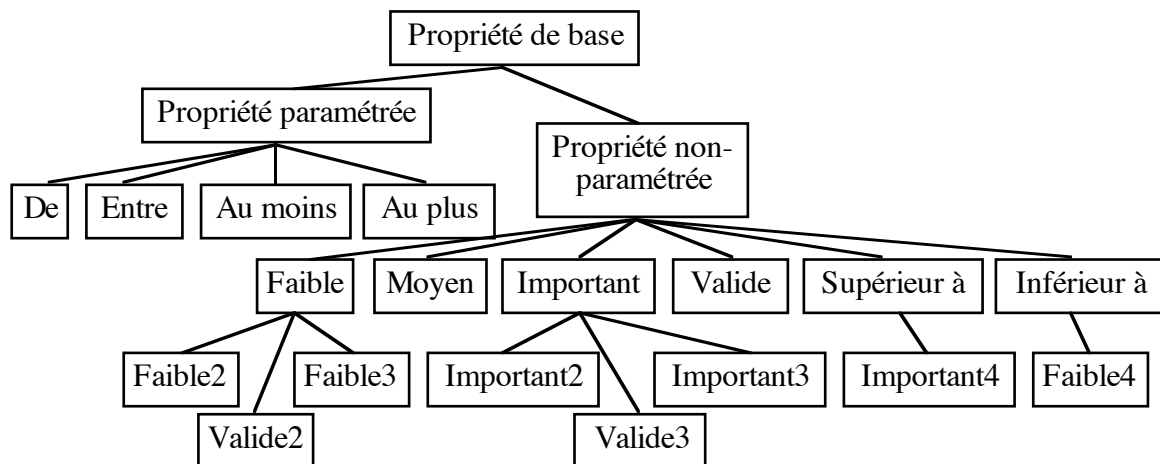 Propriété de base
Propriété paramétrée
Propriété non-
paramétrée
De
Entre
Au moins
Au plus
Faible
Moyen
Important
Valide
Supérieur à
Inférieur à
Faible2
Faible3
Important2
Important3
Important4
Faible4
Valide2
Valide3